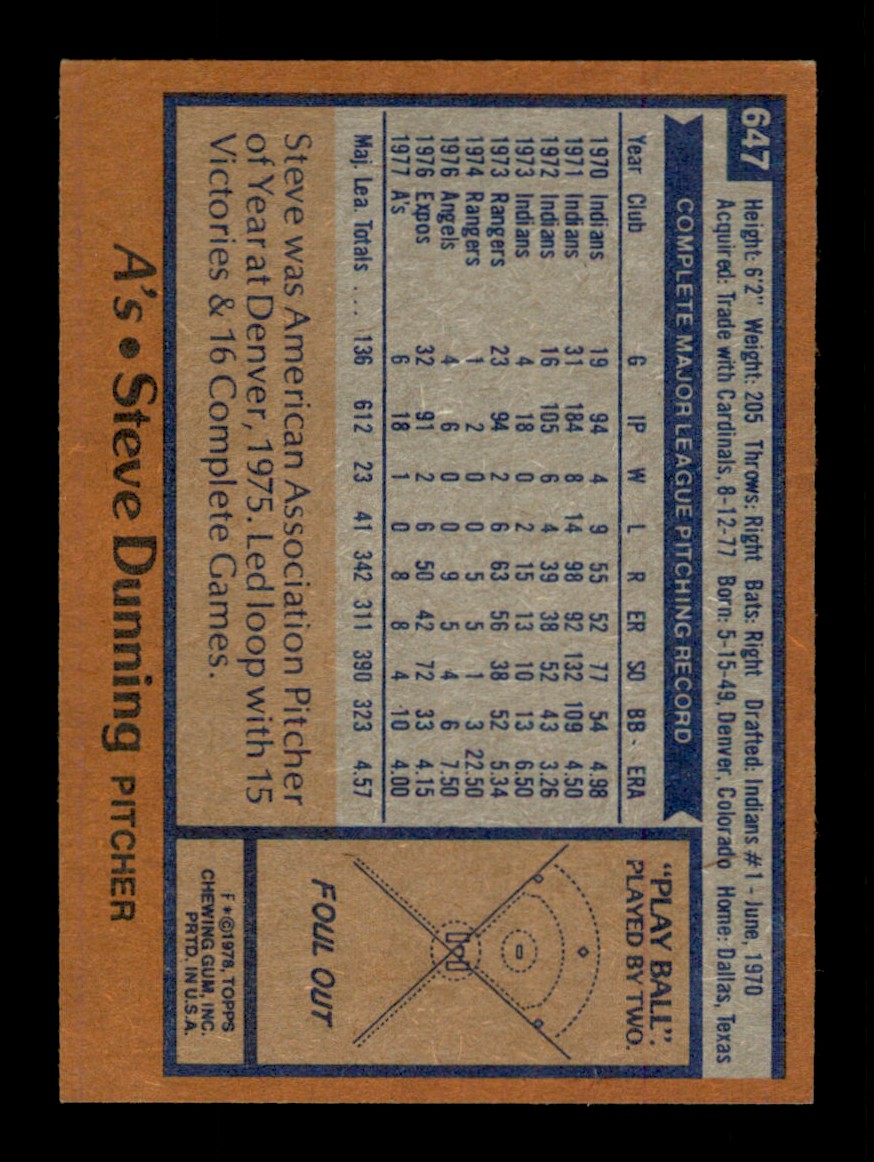 647
Height: 6'2" Weight: 205 Throws: Right Bats: Right Drafted: Indians #1 - June, 1970
Acquired: Trade with Cardinals, 8-12-77 Born: 5-15-49, Denver, Colorado Home: Dallas, Texas
COMPLETE MAJOR LEAGUE PITCHING RECORD
Year Club G IP W L R ER SO BB ERA
1970 Indians 19 94 4 9 55 52 77 54 4.98
1971 Indians 31 184 8 14 98 92 132 109 4.50
1972 Indians 16 105 6 4 39 38 52 43 3.26
1973 Indians 4 18 0 2 15 13 10 13 6.50
1973 Rangers 23 94 2 6 63 56 38 52 5.34
1974 Rangers 1 2 0 0 5 5 1 3 22.50
1976 Angels 4 6 0 0 9 5 4 6 7.50
1976 Expos 32 91 2 6 50 42 72 33 4.15
1977 A's 6 18 1 0 8 8 4 10 4.00
Maj. Lea. Totals .... 136 612 23 41 342 311 390 323 4.57
Steve was American Association Pitcher
of Year at Denver, 1975. Led loop with 15
Victories & 16 Complete Games.
"PLAY BALL".
PLAYED BY TWO.
FOUL OUT
F*©1978, TOPPS
CHEWING GUM, INC.
PRTD. IN U.S.A.
A's • Steve Dunning PITCHER